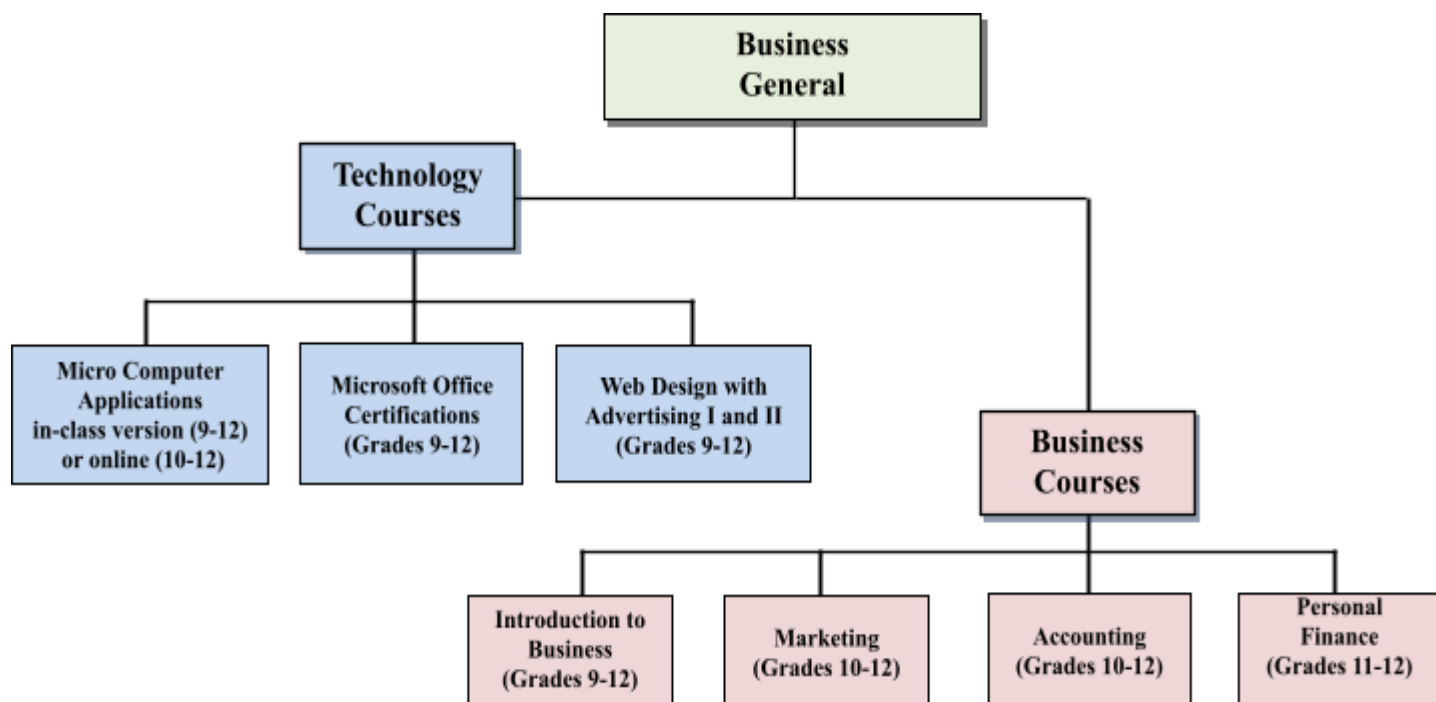 Business
General
Technology
Courses
Micro Computer
Applications
in-class version (9-12)
or online (10-12)
Microsoft Office
Certifications
(Grades 9-12)
Web Design with
Advertising I and II
(Grades 9-12)
Business
Courses
Introduction to
Business
(Grades 9-12)
Marketing
(Grades 10-12)
Accounting
(Grades 10-12)
Personal
Finance
(Grades 11-12)